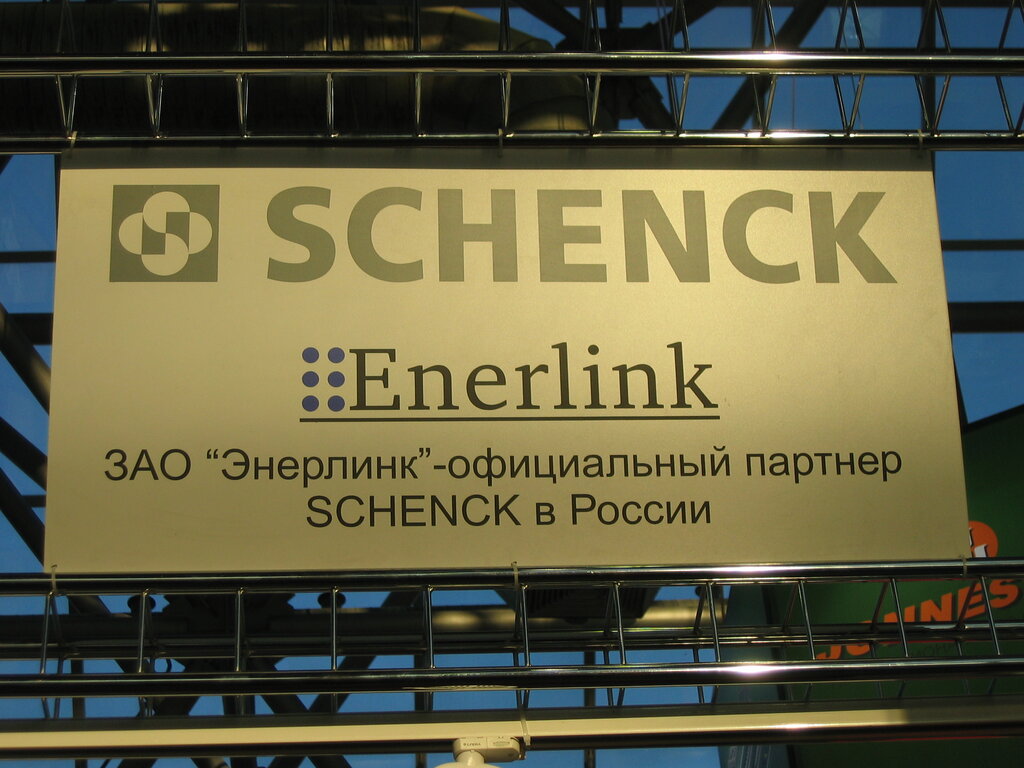 SCHENCK
Enerlink
ЗАО “Энерлинк”-официальный партнер
SCHENCK в России